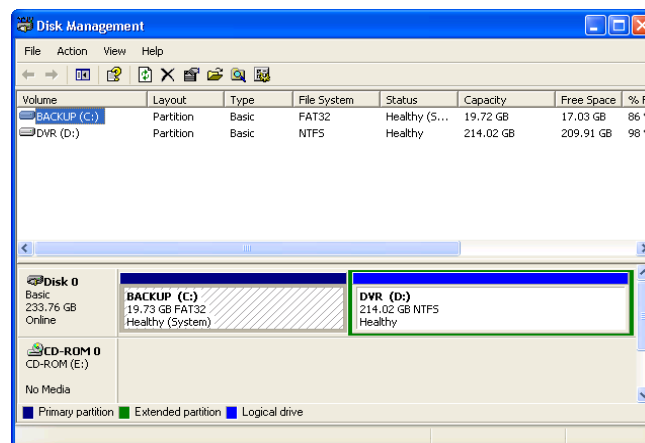 Disk Management
File Action View Help
Volume Layout Type File System Status Capacity Free Space % F
BACKUP (C:) Partition Basic FAT32 Healthy (S... 19.72 GB 17.03 GB 86 %
DVR (D:) Partition Basic NTFS Healthy 214.02 GB 209.91 GB 98 %
Disk 0
Basic
233.76 GB
Online
BACKUP (C:)
19.73 GB FAT32
Healthy (System)
DVR (D:)
214.02 GB NTFS
Healthy
CD-ROM 0
CD-ROM (E:)
No Media
Primary partition Extended partition Logical drive